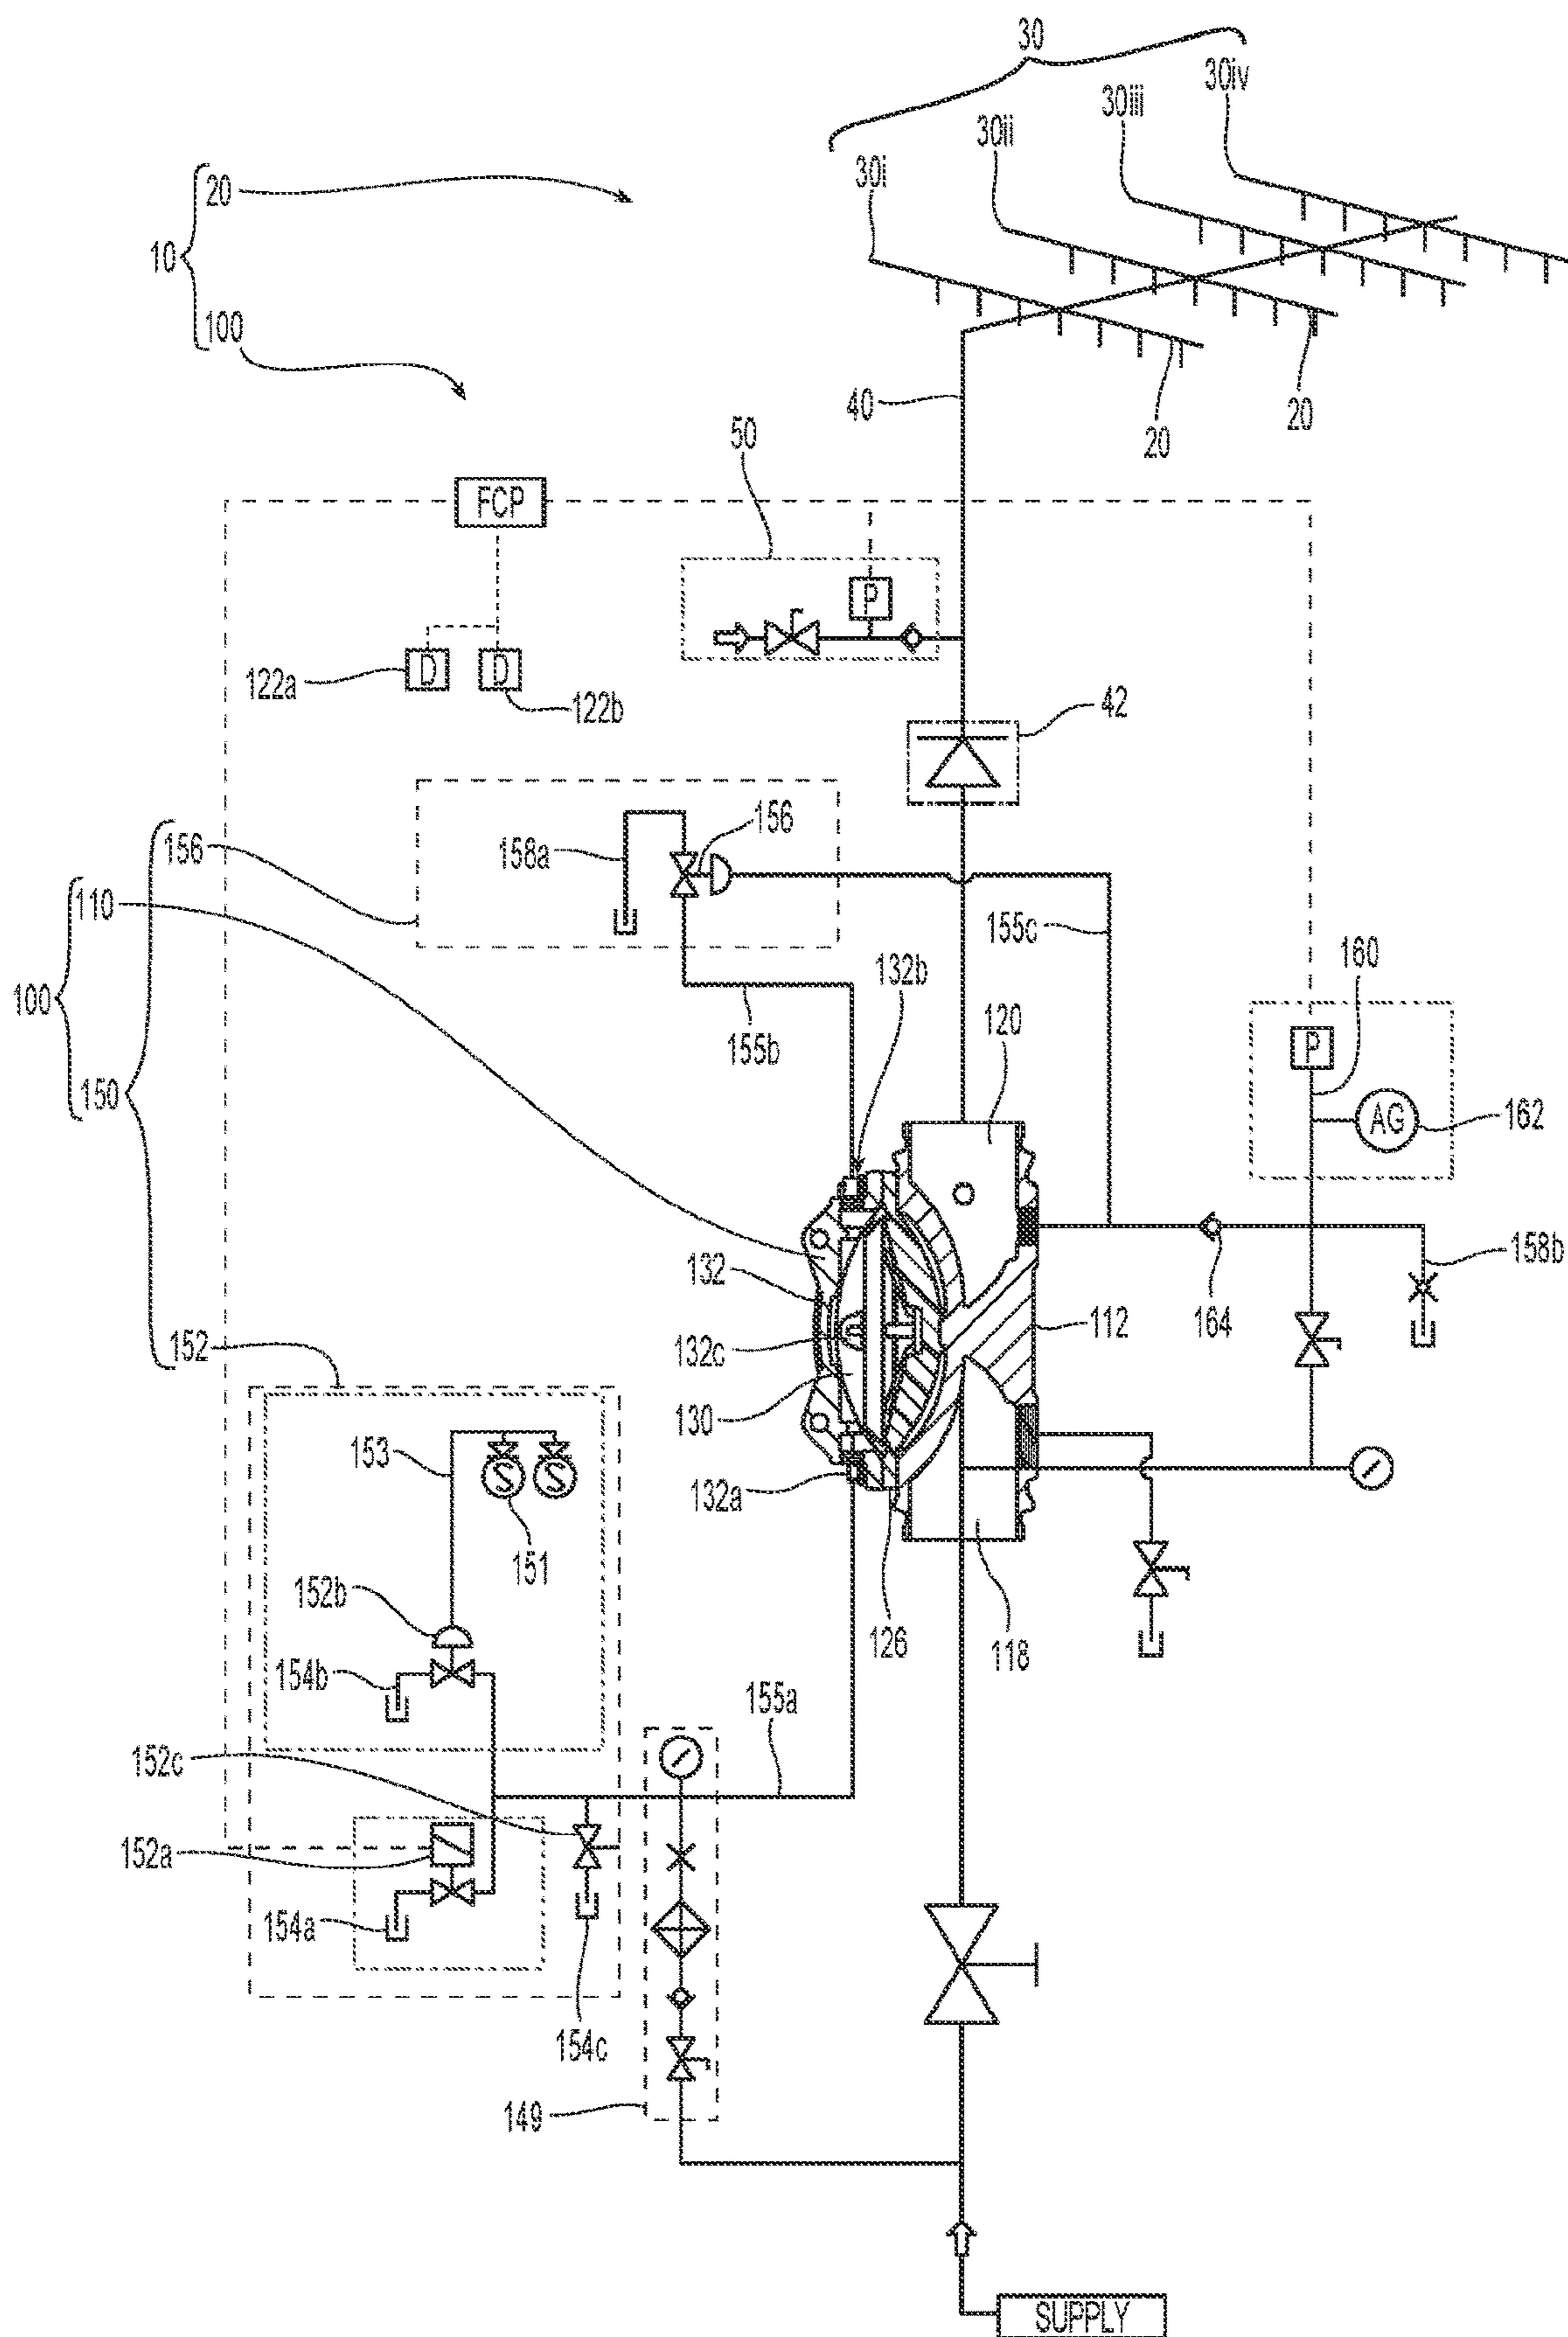 30
30iv
30iii
30ii
30i
20
10
100
40
20
20
50
FCP
P
D
D
122a
122b
42
156
156
158a
110
155c
100
132b
160
120
P
155b
150
AG
162
158b
132
164
112
152
132c
130
153
S
S
132a
151
152b
126
118
154b
155a
152c
152a
154a
154c
149
SUPPLY